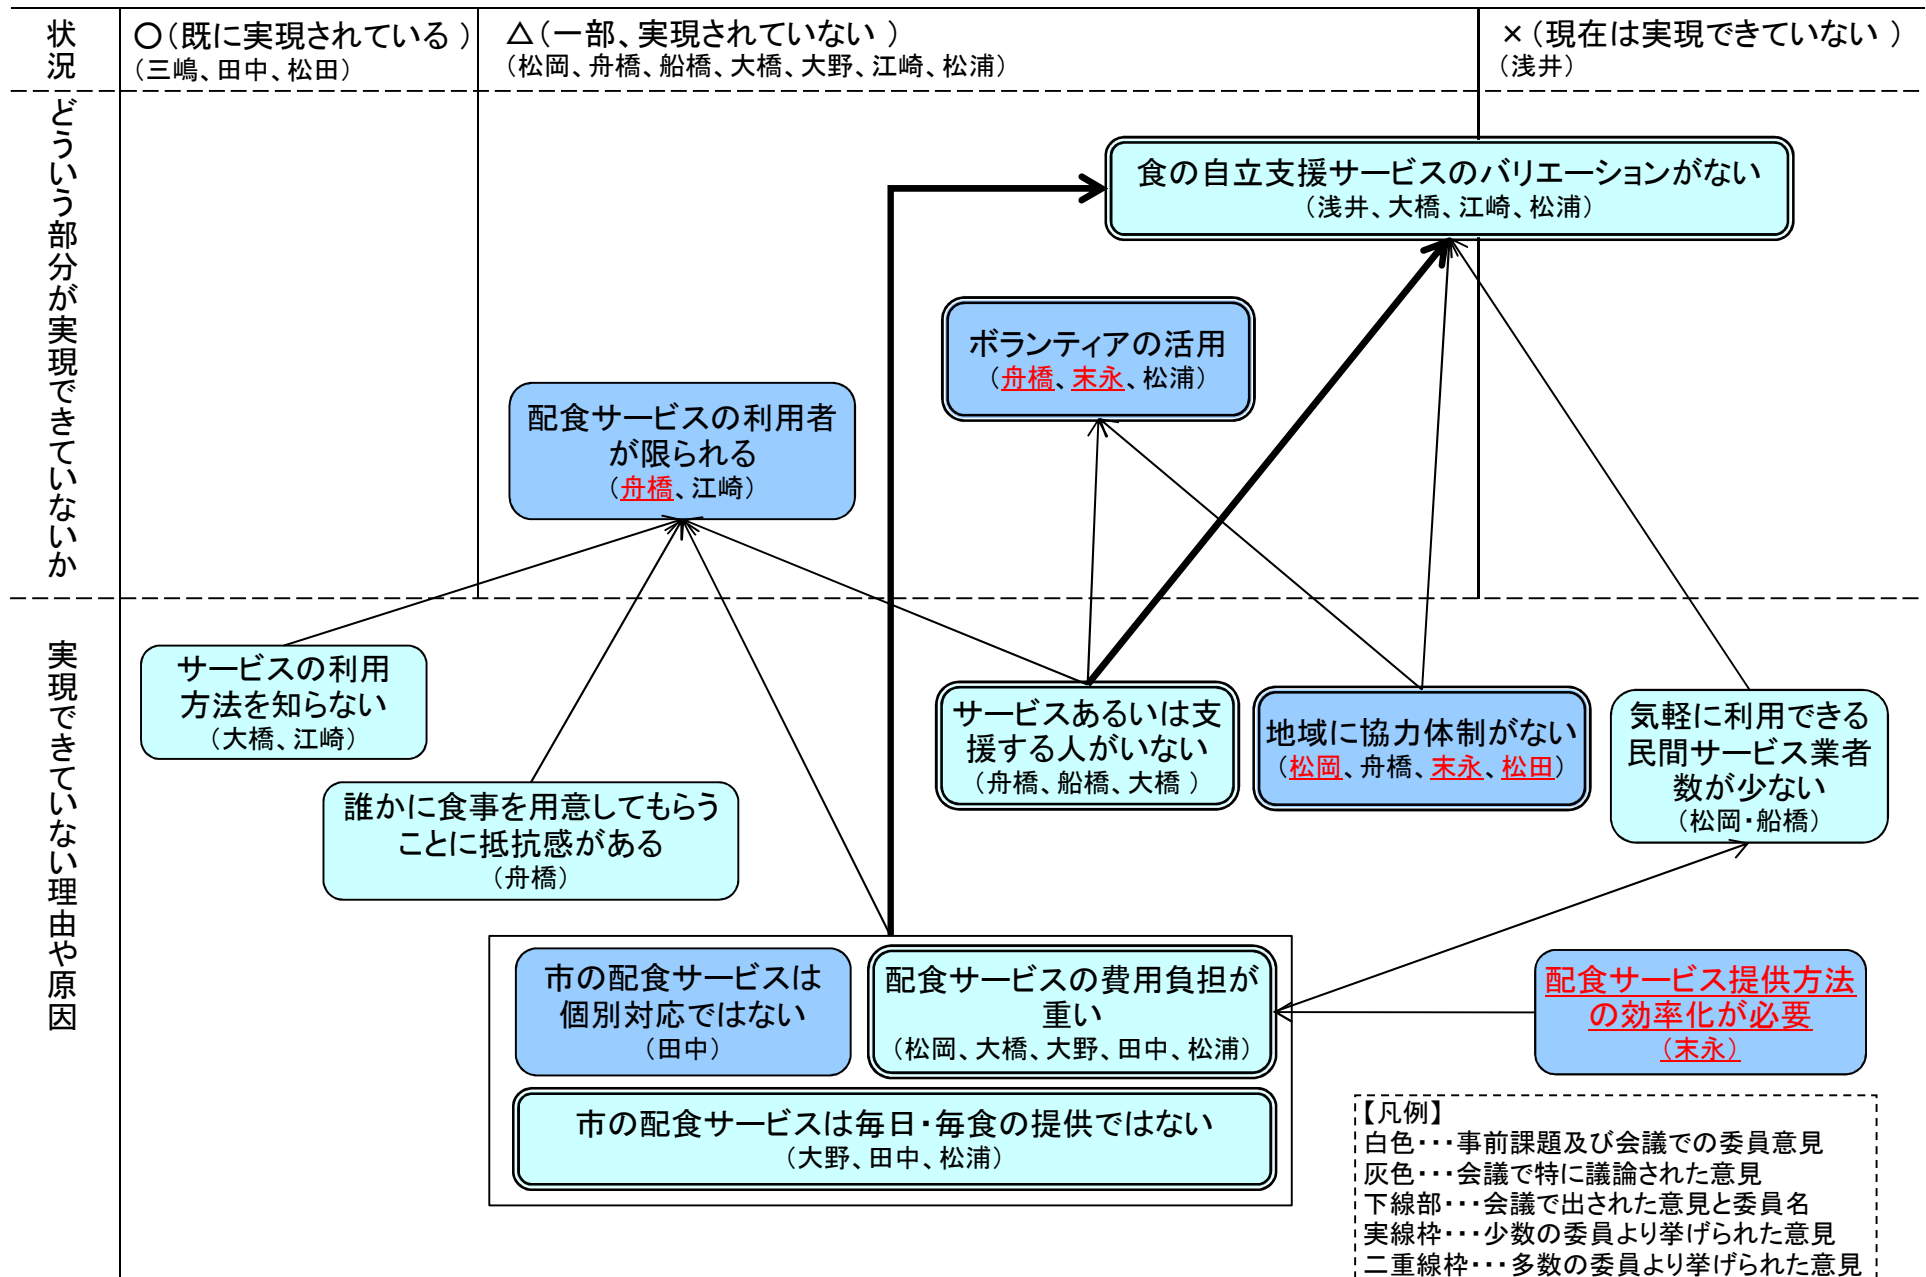 状況
○(既に実現されている )
(三嶋、田中、松田)
△(一部、実現されていない )
(松岡、舟橋、船橋、大橋、大野、江崎、松浦)
×(現在は実現できていない )
(浅井)
どういう部分が実現できていないか
食の自立支援サービスのバリエーションがない
(浅井、大橋、江崎、松浦)
ボランティアの活用
(舟橋、末永、松浦)
配食サービスの利用者
が限られる
(舟橋、江崎)
実現できていない理由や原因
サービスの利用
方法を知らない
(大橋、江崎)
誰かに食事を用意してもらう
ことに抵抗感がある
(舟橋)
サービスあるいは支
援する人がいない
(舟橋、船橋、大橋 )
地域に協力体制がない
(松岡、舟橋、末永、松田)
気軽に利用できる
民間サービス業者
数が少ない
(松岡・船橋)
市の配食サービスは
個別対応ではない
(田中)
配食サービスの費用負担が
重い
(松岡、大橋、大野、田中、松浦)
市の配食サービスは毎日・毎食の提供ではない
(大野、田中、松浦)
配食サービス提供方法
の効率化が必要
(末永)
【凡例】
白色・・・事前課題及び会議での委員意見
灰色・・・会議で特に議論された意見
下線部・・・会議で出された意見と委員名
実線枠・・・少数の委員より挙げられた意見
二重線枠・・・多数の委員より挙げられた意見